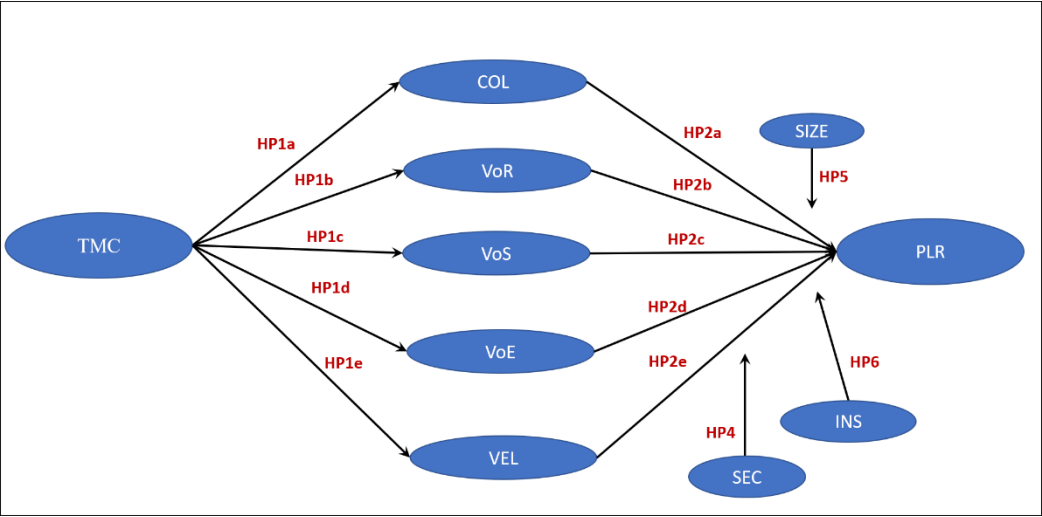 COL
SIZE
HP2a
HP1a
HP5
VoR
HP1b
HP2b
TMC
HP1c
VoS
HP2c
PLR
HP1d
HP2d
VoE
HP1e
HP2e
HP6
INS
HP4
VEL
SEC